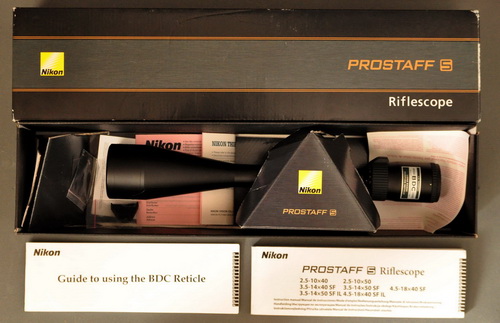 Nikon
PROSTAFF 5
Riflescope
Nikon
NIKON THE
Nikon
PROSTAFF 5
BDC
Nikon
Guide to using the BDC Reticle
Nikon
PROSTAFF 5 Riflescope
2.5-10×40 2.5-10×50
3.5-14×40 SF 3.5-14×50 SF 4.5-18×40 SF
3.5-14×50 SF IL 4.5-18×40 SF IL